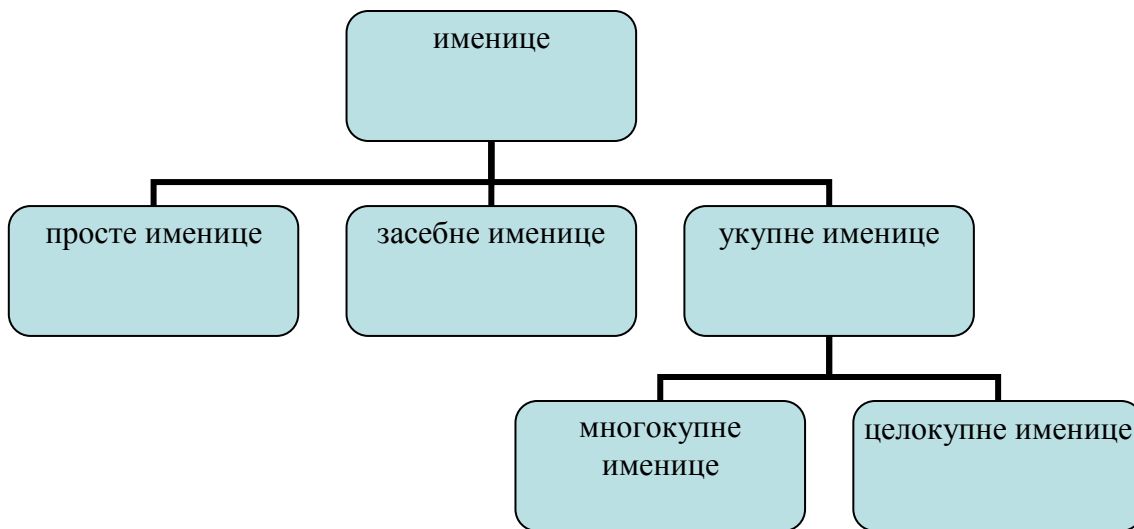 именице
просте именице
засебне именице
укупне именице
многокупне
именице
целокупне именице